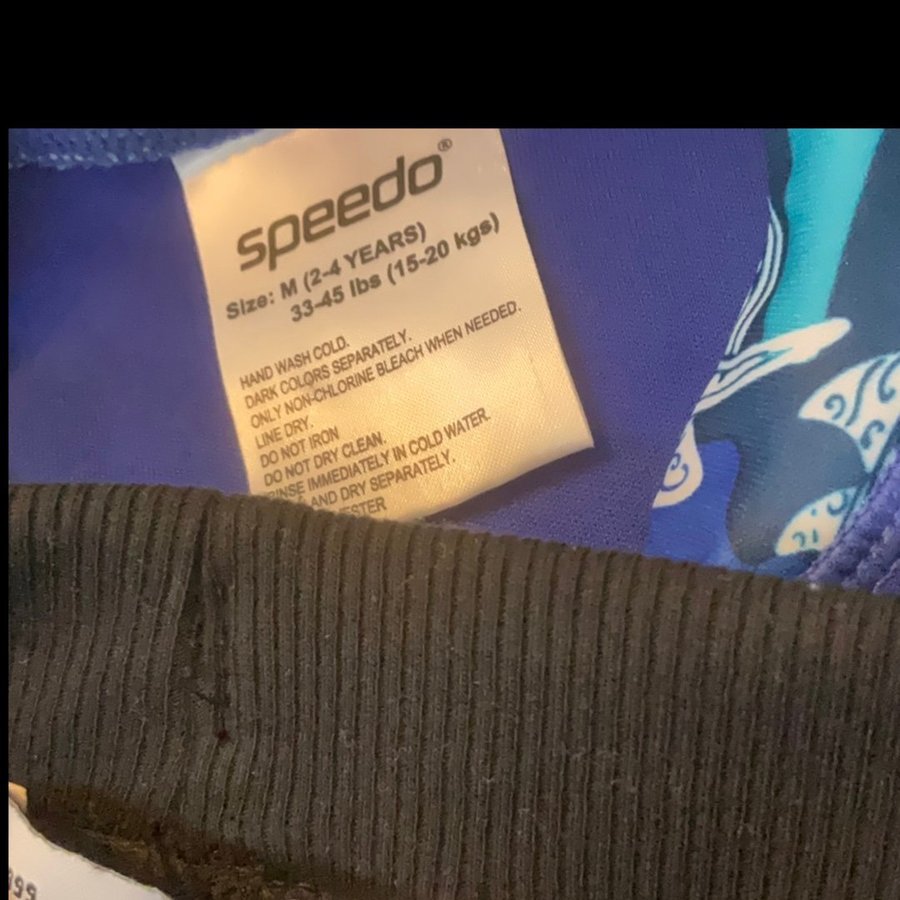 speedo®
Size: M (2-4 YEARS)
33-45 lbs (15-20 kgs)
HAND WASH COLD.
DARK COLORS SEPARATELY.
ONLY NON-CHLORINE BLEACH WHEN NEEDED.
LINE DRY.
DO NOT IRON
DO NOT DRY CLEAN.
RINSE IMMEDIATELY IN COLD WATER.
AND DRY SEPARATELY.